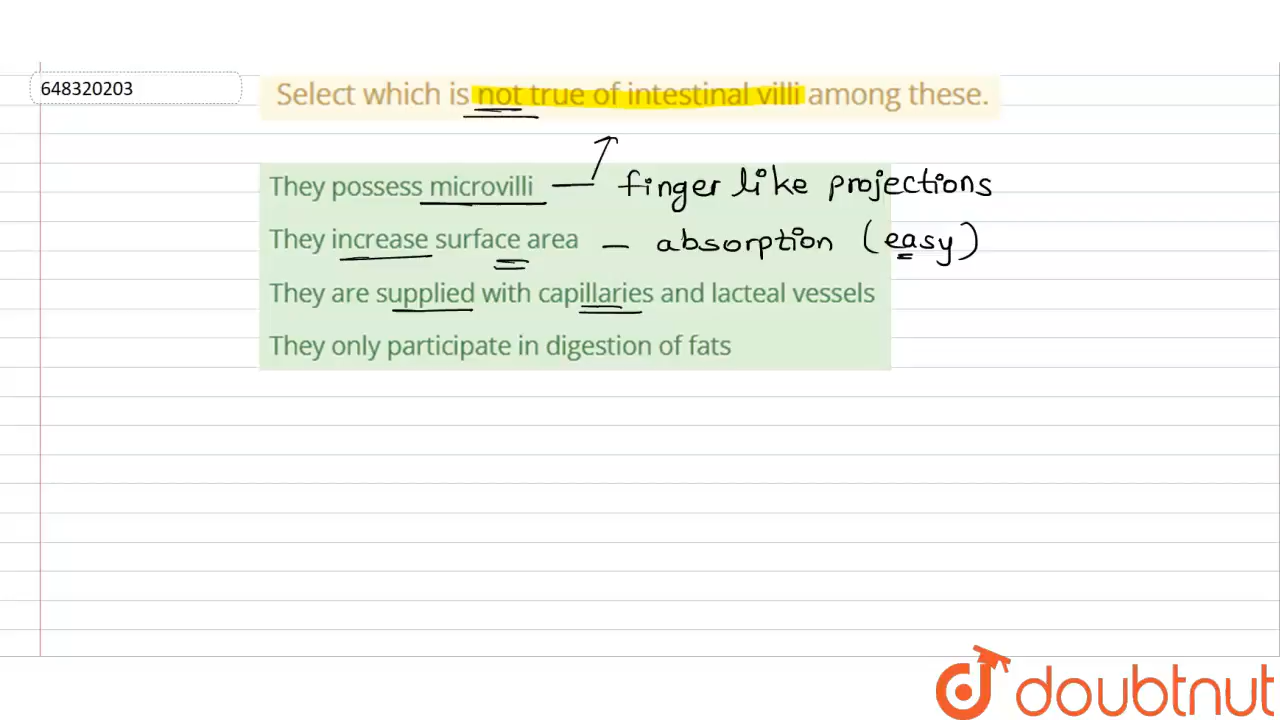 648320203
Select which is not true of intestinal villi among these.
They possess microvilli — finger like projections
They increase surface area — absorption (easy)
They are supplied with capillaries and lacteal vessels
They only participate in digestion of fats
doubtnut